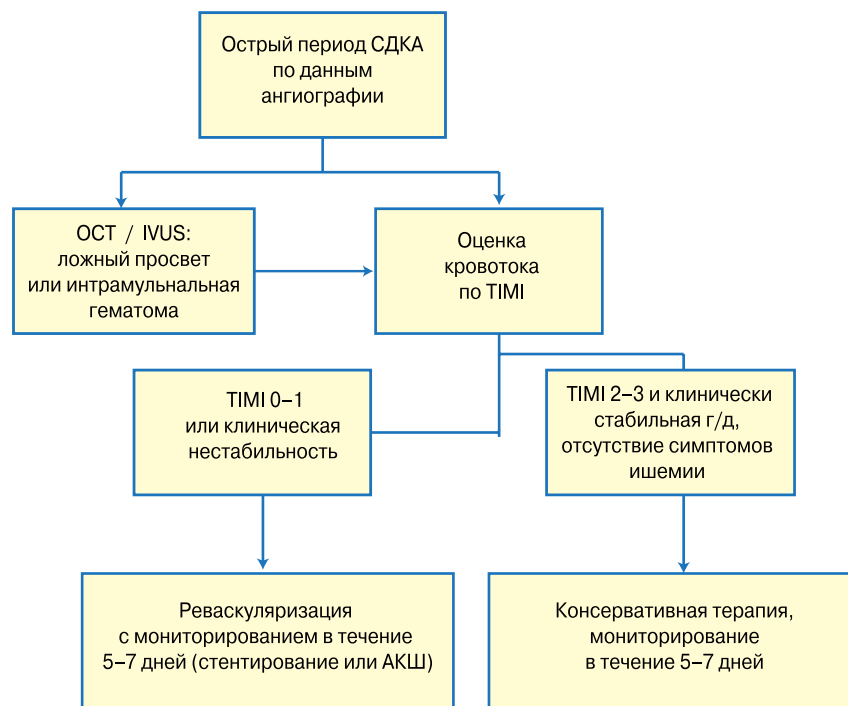 Острый период СДКА
по данным
ангиографии
ОСТ / IVUS:
ложный просвет
или интрамульнальная
гематома
Оценка
кровотока
по TIMI
TIMI 0–1
или клиническая
нестабильность
TIMI 2–3 и клинически
стабильная г/д,
отсутствие симптомов
ишемии
Реваскуляризация
с мониторированием в течение
5–7 дней (стентирование или АКШ)
Консервативная терапия,
мониторирование
в течение 5–7 дней